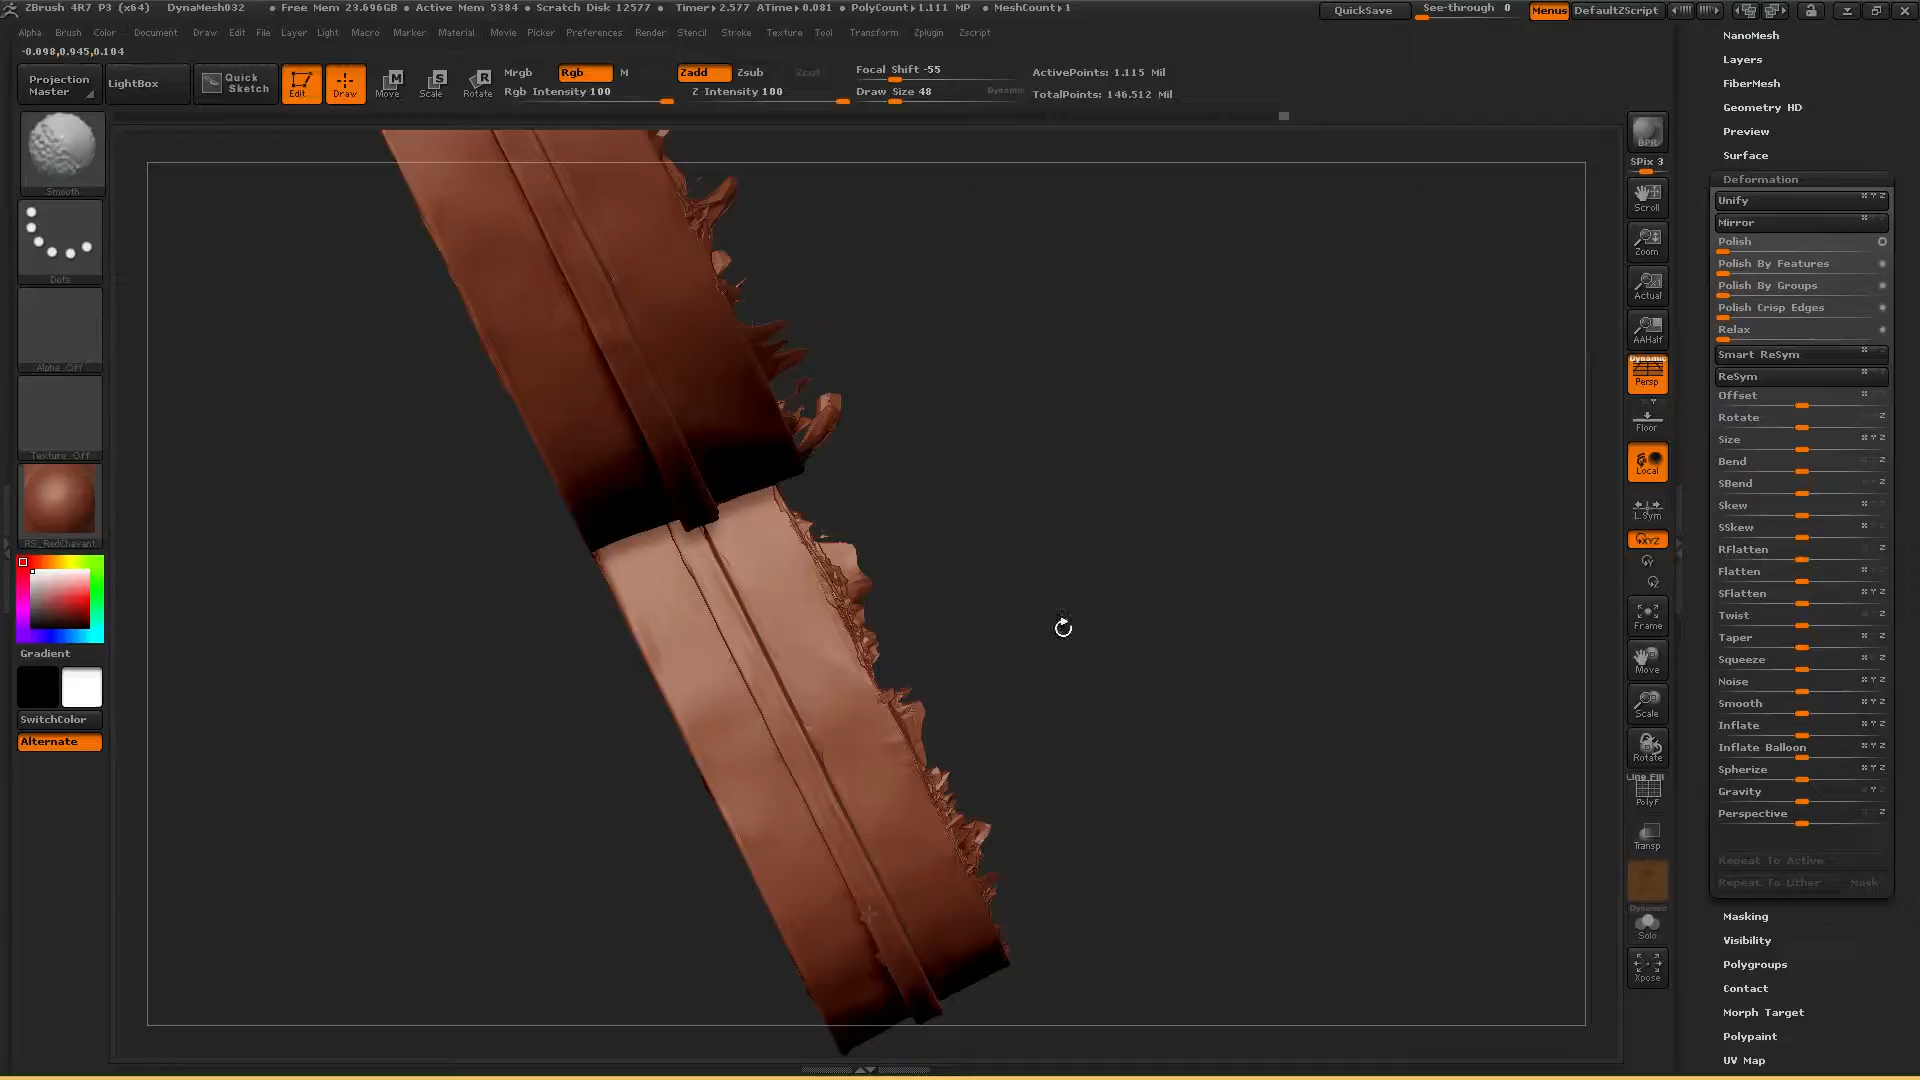 ZBrush 4R7 P3 (x64) DynaMesh032 • Free Mem 23.696GB • Active Mem 5384 • Scratch Disk 12577 • Timer▸2.577 ATime▸0.081 • PolyCount▸1.111 MP • MeshCount▸1 QuickSave See-through 0 Menus DefaultZScript
Alpha Brush Color Document Draw Edit File Layer Light Macro Marker Material Movie Picker Preferences Render Stencil Stroke Texture Tool Transform Zplugin Zscript
-0.098,0.945,0.104
Projection Master
LightBox
Quick Sketch
Edit
Draw
Move
Scale
Rotate
Mrgb Rgb M
Rgb Intensity 100
Zadd Zsub Zcut
Z Intensity 100
Focal Shift -55
Draw Size 48
Dynamic
ActivePoints: 1.115 Mil
TotalPoints: 146.512 Mil
Smooth
Dots
Alpha Off
Texture Off
RS_RedChavant
Gradient
SwitchColor
Alternate
BPR
SPix 3
Scroll
Zoom
Actual
AAHalf
Dynamic
Persp
Floor
Local
L.Sym
XYZ
Frame
Move
Scale
Rotate
Line Fill
PolyF
Transp
Dynamic
Solo
Xpose
NanoMesh
Layers
FiberMesh
Geometry HD
Preview
Surface
Deformation
Unify
Mirror
Polish
Polish By Features
Polish By Groups
Polish Crisp Edges
Relax
Smart ReSym
ReSym
Offset
Rotate
Size
Bend
SBend
Skew
SSkew
RFlatten
Flatten
SFlatten
Twist
Taper
Squeeze
Noise
Smooth
Inflate
Inflate Balloon
Spherize
Gravity
Perspective
Repeat To Active
Repeat To Other Mask
Masking
Visibility
Polygroups
Contact
Morph Target
Polypaint
UV Map